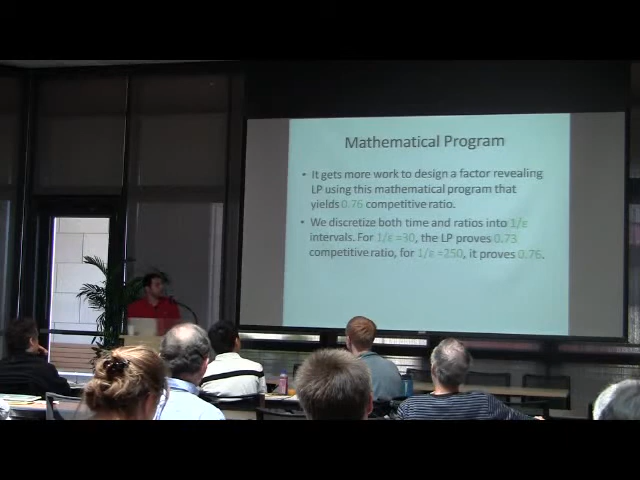 Mathematical Program
• It gets more work to design a factor revealing
LP using this mathematical program that
yields 0.76 competitive ratio.
• We discretize both time and ratios into 1/ε
intervals. For 1/ε =30, the LP proves 0.73
competitive ratio, for 1/ε =250, it proves 0.76.